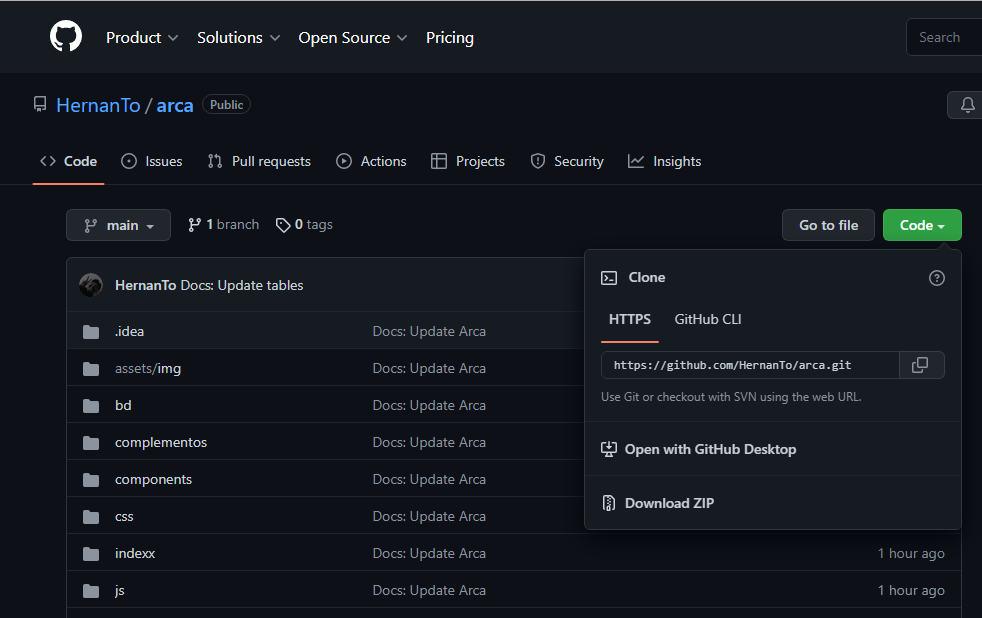 Product Solutions Open Source Pricing Search
HernanTo / arca Public
Code Issues Pull requests Actions Projects Security Insights
main 1 branch 0 tags Go to file Code
HernanTo Docs: Update tables
Clone
HTTPS GitHub CLI
.idea Docs: Update Arca
https://github.com/HernanTo/arca.git
assets/img Docs: Update Arca
Use Git or checkout with SVN using the web URL.
bd Docs: Update Arca
complementos Docs: Update Arca
Open with GitHub Desktop
components Docs: Update Arca
Download ZIP
css Docs: Update Arca
indexx Docs: Update Arca 1 hour ago
js Docs: Update Arca 1 hour ago